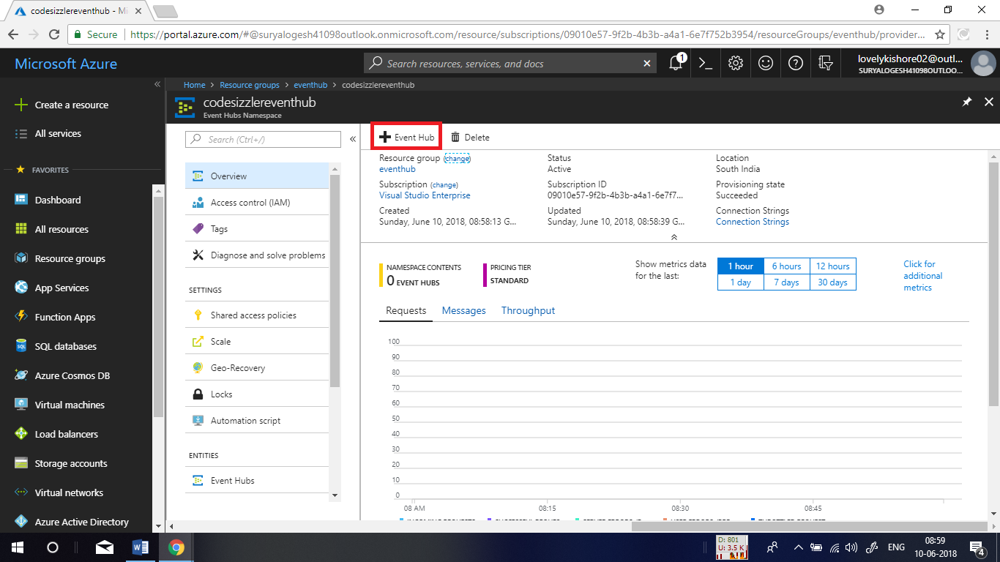 codesizzlereventhub - Mi
Secure
https://portal.azure.com/#@suryalogesh41098outlook.onmicrosoft.com/resource/subscriptions/09010e57-9f2b-4b3b-a4a1-6e7f752b3954/resourceGroups/eventhub/provider...
Microsoft Azure
Search resources, services, and docs
1
lovelykishore02@outl...
SURYALOGESH41098OUTLOO...
Home > Resource groups > eventhub > codesizzlereventhub
codesizzlereventhub
Event Hubs Namespace
Create a resource
All services
FAVORITES
Dashboard
All resources
Resource groups
App Services
Function Apps
SQL databases
Azure Cosmos DB
Virtual machines
Load balancers
Storage accounts
Virtual networks
Azure Active Directory
Search (Ctrl+/)
Overview
Access control (IAM)
Tags
Diagnose and solve problems
SETTINGS
Shared access policies
Scale
Geo-Recovery
Locks
Automation script
ENTITIES
Event Hubs
Event Hub
Delete
Resource group (change)
eventhub
Subscription (change)
Visual Studio Enterprise
Created
Sunday, June 10, 2018, 08:58:13 G...
Status
Active
Subscription ID
09010e57-9f2b-4b3b-a4a1-6e7f7...
Updated
Sunday, June 10, 2018, 08:58:39 G...
Location
South India
Provisioning state
Succeeded
Connection Strings
Connection Strings
NAMESPACE CONTENTS
0 EVENT HUBS
PRICING TIER
STANDARD
Show metrics data
for the last:
1 hour 6 hours 12 hours
1 day 7 days 30 days
Click for
additional
metrics
Requests Messages Throughput
100
90
80
70
60
50
40
30
20
10
0
08 AM 08:15 08:30 08:45
D: 801
U: 3.5 K
ENG
08:59
10-06-2018
4